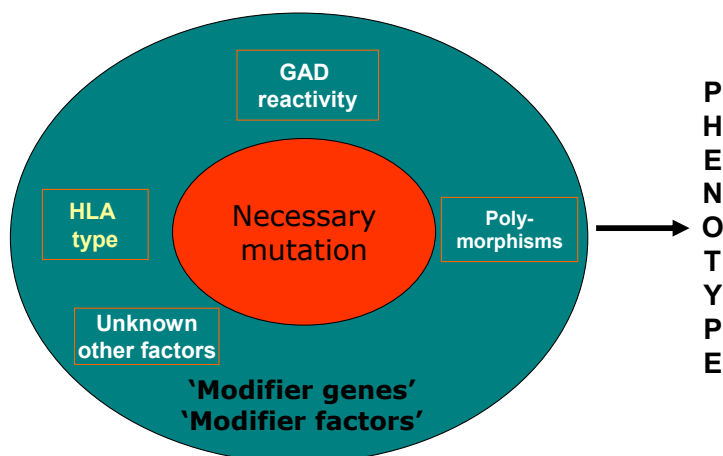 GAD
reactivity
HLA
type
Necessary
mutation
Poly-
morphisms
Unknown
other factors
‘Modifier genes’
‘Modifier factors’
P
H
E
N
O
T
Y
P
E